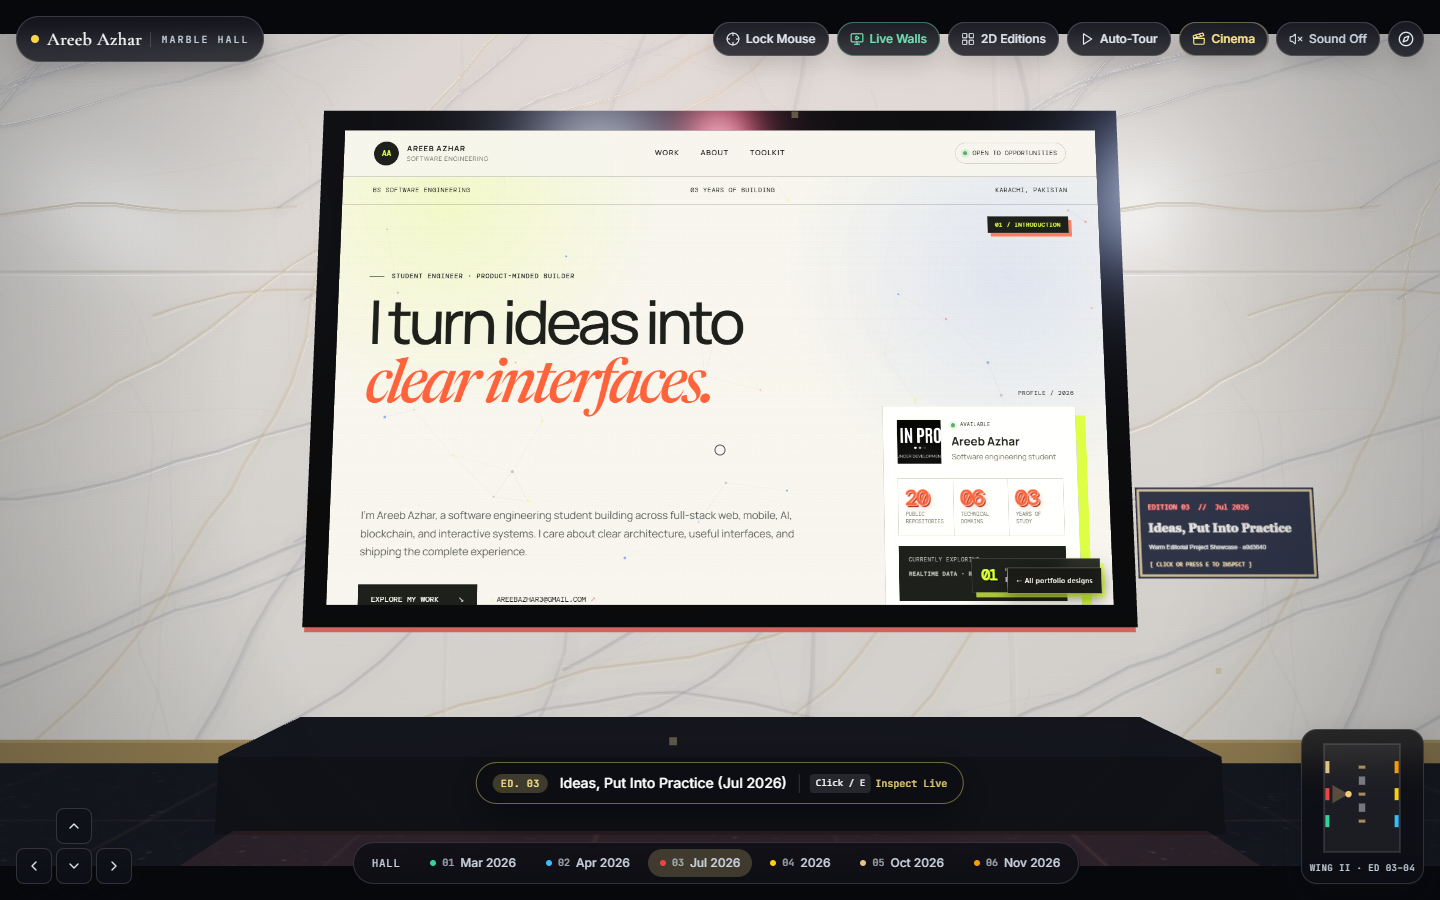 Areeb Azhar MARBLE HALL
Lock Mouse
Live Walls
2D Editions
Auto-Tour
Cinema
Sound Off
AA
AREEB AZHAR
SOFTWARE ENGINEERING
WORK ABOUT TOOLKIT
OPEN TO OPPORTUNITIES
BS SOFTWARE ENGINEERING
03 YEARS OF BUILDING
KARACHI, PAKISTAN
01 / INTRODUCTION
STUDENT ENGINEER · PRODUCT-MINDED BUILDER
I turn ideas into
clear interfaces.
PROFILE / 2026
IN PRO
UNDER DEVELOPMEN
AVAILABLE
Areeb Azhar
Software engineering student
20
PUBLIC
REPOSITORIES
06
TECHNICAL
DOMAINS
03
YEARS OF
STUDY
I'm Areeb Azhar, a software engineering student building across full-stack web, mobile, AI,
blockchain, and interactive systems. I care about clear architecture, useful interfaces, and
shipping the complete experience.
CURRENTLY EXPLORING
REALTIME DATA ·
01
← All portfolio designs
EXPLORE MY WORK ↘
AREEBAZHAR3@GMAIL.COM ↗
EDITION 03 // Jul 2026
Ideas, Put Into Practice
Warm Editorial Project Showcase · a9d3640
[ CLICK OR PRESS E TO INSPECT ]
ED. 03 Ideas, Put Into Practice (Jul 2026) Click / E Inspect Live
HALL 01 Mar 2026 02 Apr 2026 03 Jul 2026 04 2026 05 Oct 2026 06 Nov 2026
WING II · ED 03-04